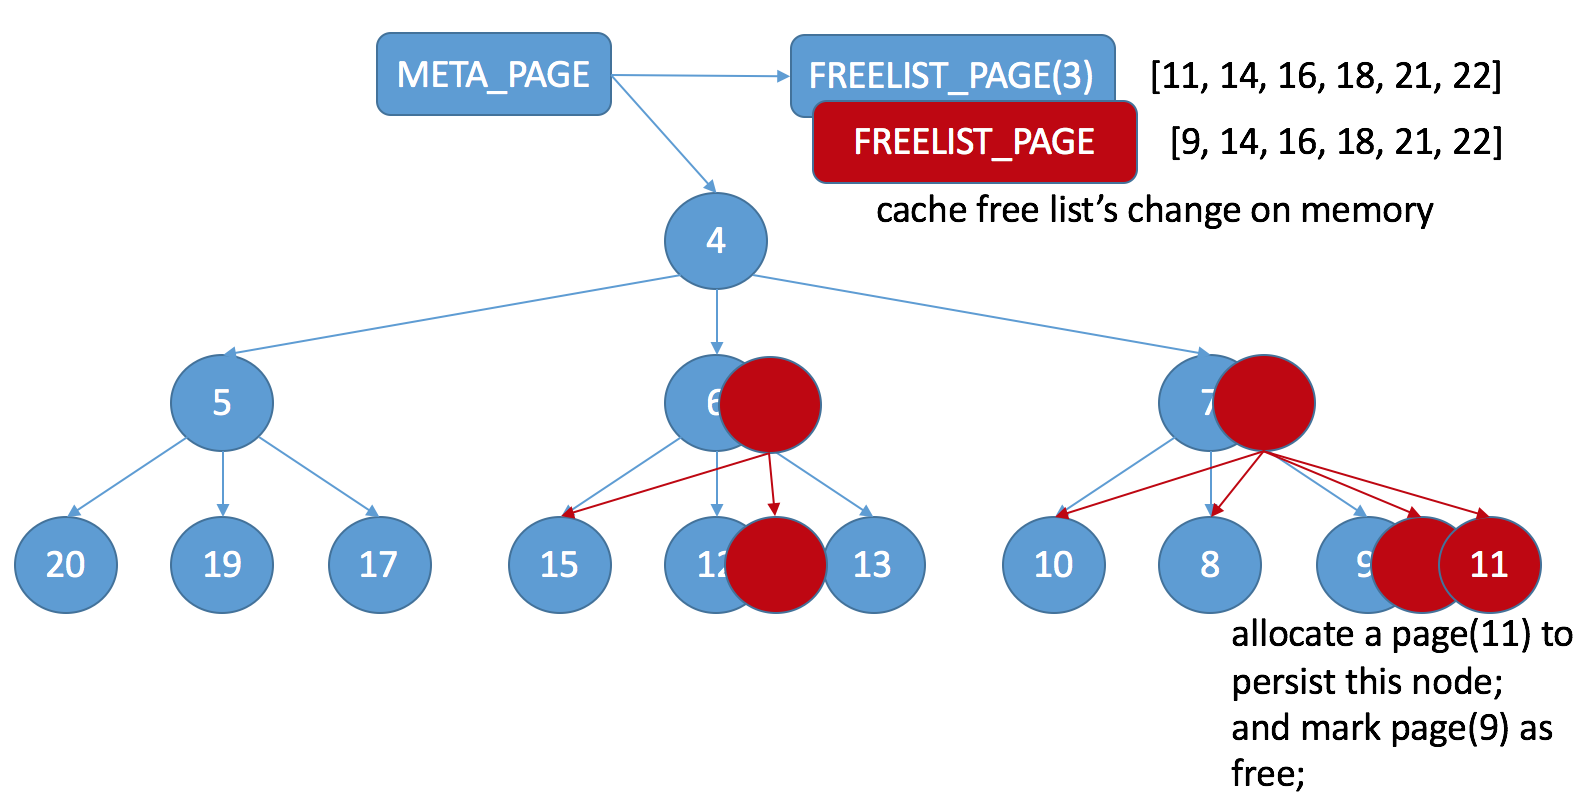 META_PAGE
FREELIST_PAGE(3)
[11, 14, 16, 18, 21, 22]
FREELIST_PAGE
[9, 14, 16, 18, 21, 22]
cache free list’s change on memory
4
5
6
7
20
19
17
15
12
13
10
8
9
11
allocate a page(11) to
persist this node;
and mark page(9) as
free;